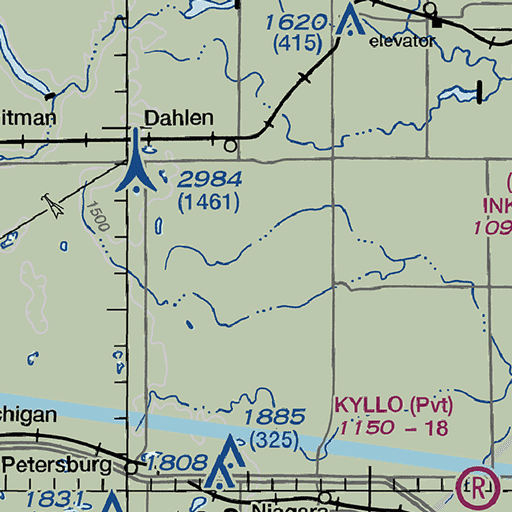 1620
(415)
elevator
itman
Dahlen
2984
(1461)
1500
(
INK
109
KYLLO (Pvt)
1150 - 18
higan
1885
(325)
Petersburg
1808
R
1831
Niagara